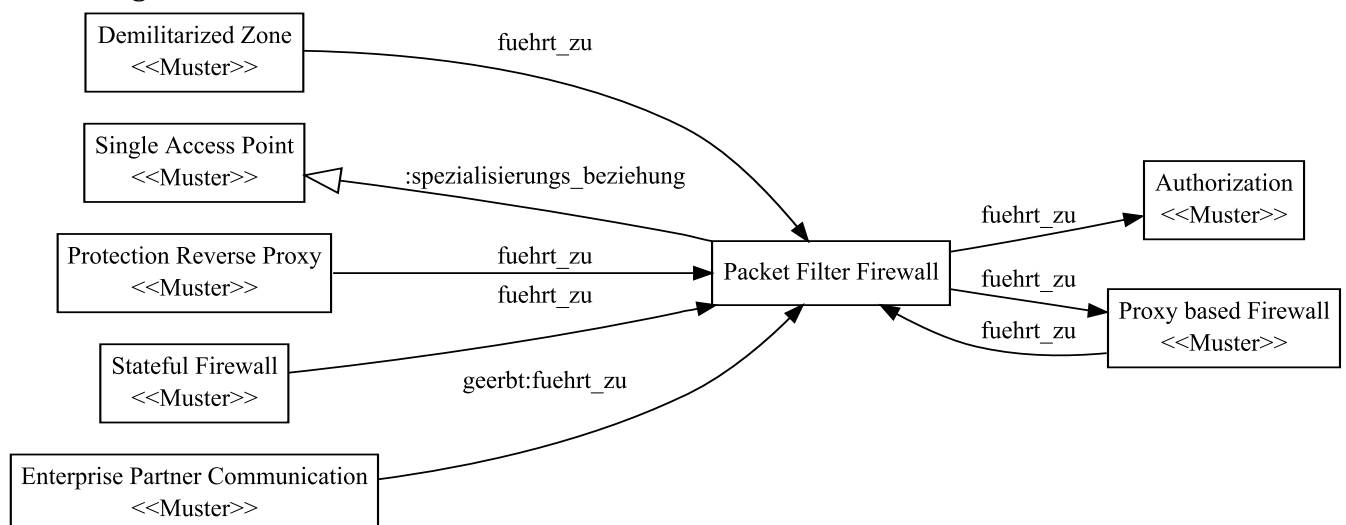 Demilitarized Zone
<<Muster>>
fuehrt_zu
Single Access Point
<<Muster>>
:spezialisierungs_beziehung
Protection Reverse Proxy
<<Muster>>
fuehrt_zu
fuehrt_zu
Stateful Firewall
<<Muster>>
geerbt:fuehrt_zu
Enterprise Partner Communication
<<Muster>>
Packet Filter Firewall
fuehrt_zu
Authorization
<<Muster>>
fuehrt_zu
fuehrt_zu
Proxy based Firewall
<<Muster>>